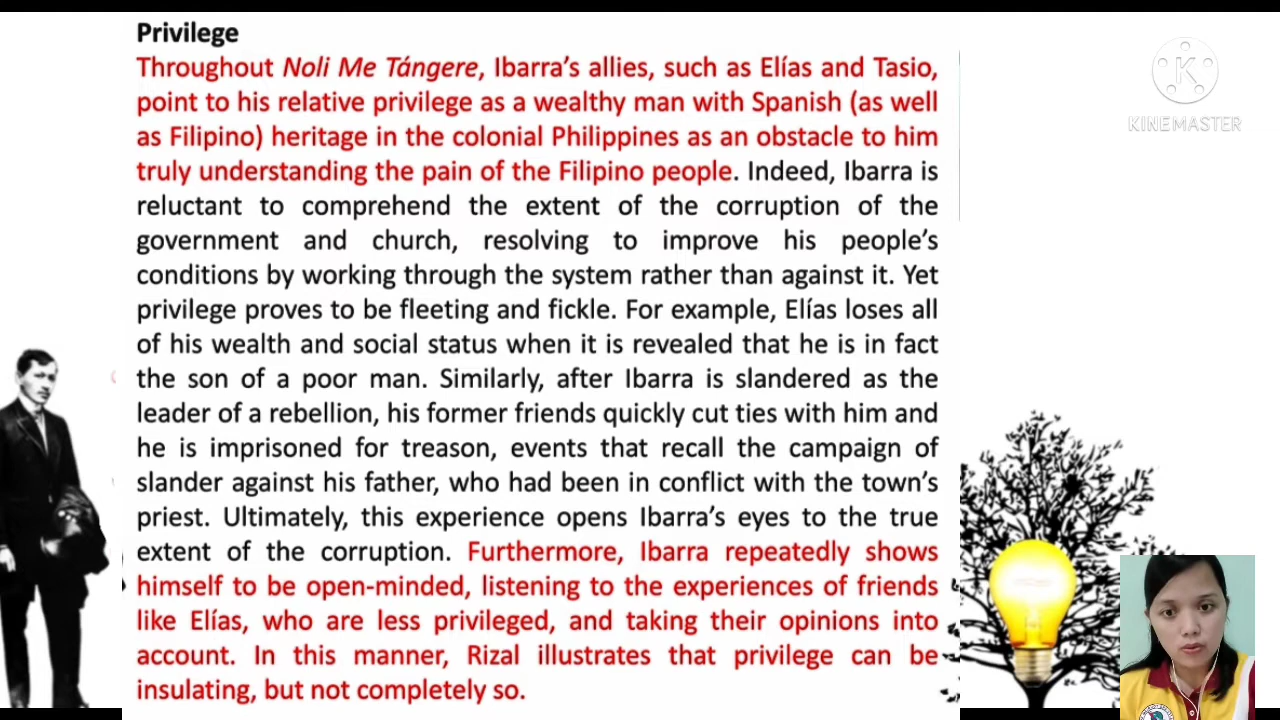 Privilege
Throughout Noli Me Tángere, Ibarra’s allies, such as Elías and Tasio,
point to his relative privilege as a wealthy man with Spanish (as well
as Filipino) heritage in the colonial Philippines as an obstacle to him
truly understanding the pain of the Filipino people. Indeed, Ibarra is
reluctant to comprehend the extent of the corruption of the
government and church, resolving to improve his people’s
conditions by working through the system rather than against it. Yet
privilege proves to be fleeting and fickle. For example, Elías loses all
of his wealth and social status when it is revealed that he is in fact
the son of a poor man. Similarly, after Ibarra is slandered as the
leader of a rebellion, his former friends quickly cut ties with him and
he is imprisoned for treason, events that recall the campaign of
slander against his father, who had been in conflict with the town’s
priest. Ultimately, this experience opens Ibarra’s eyes to the true
extent of the corruption. Furthermore, Ibarra repeatedly shows
himself to be open-minded, listening to the experiences of friends
like Elías, who are less privileged, and taking their opinions into
account. In this manner, Rizal illustrates that privilege can be
insulating, but not completely so.
K
KINEMASTER